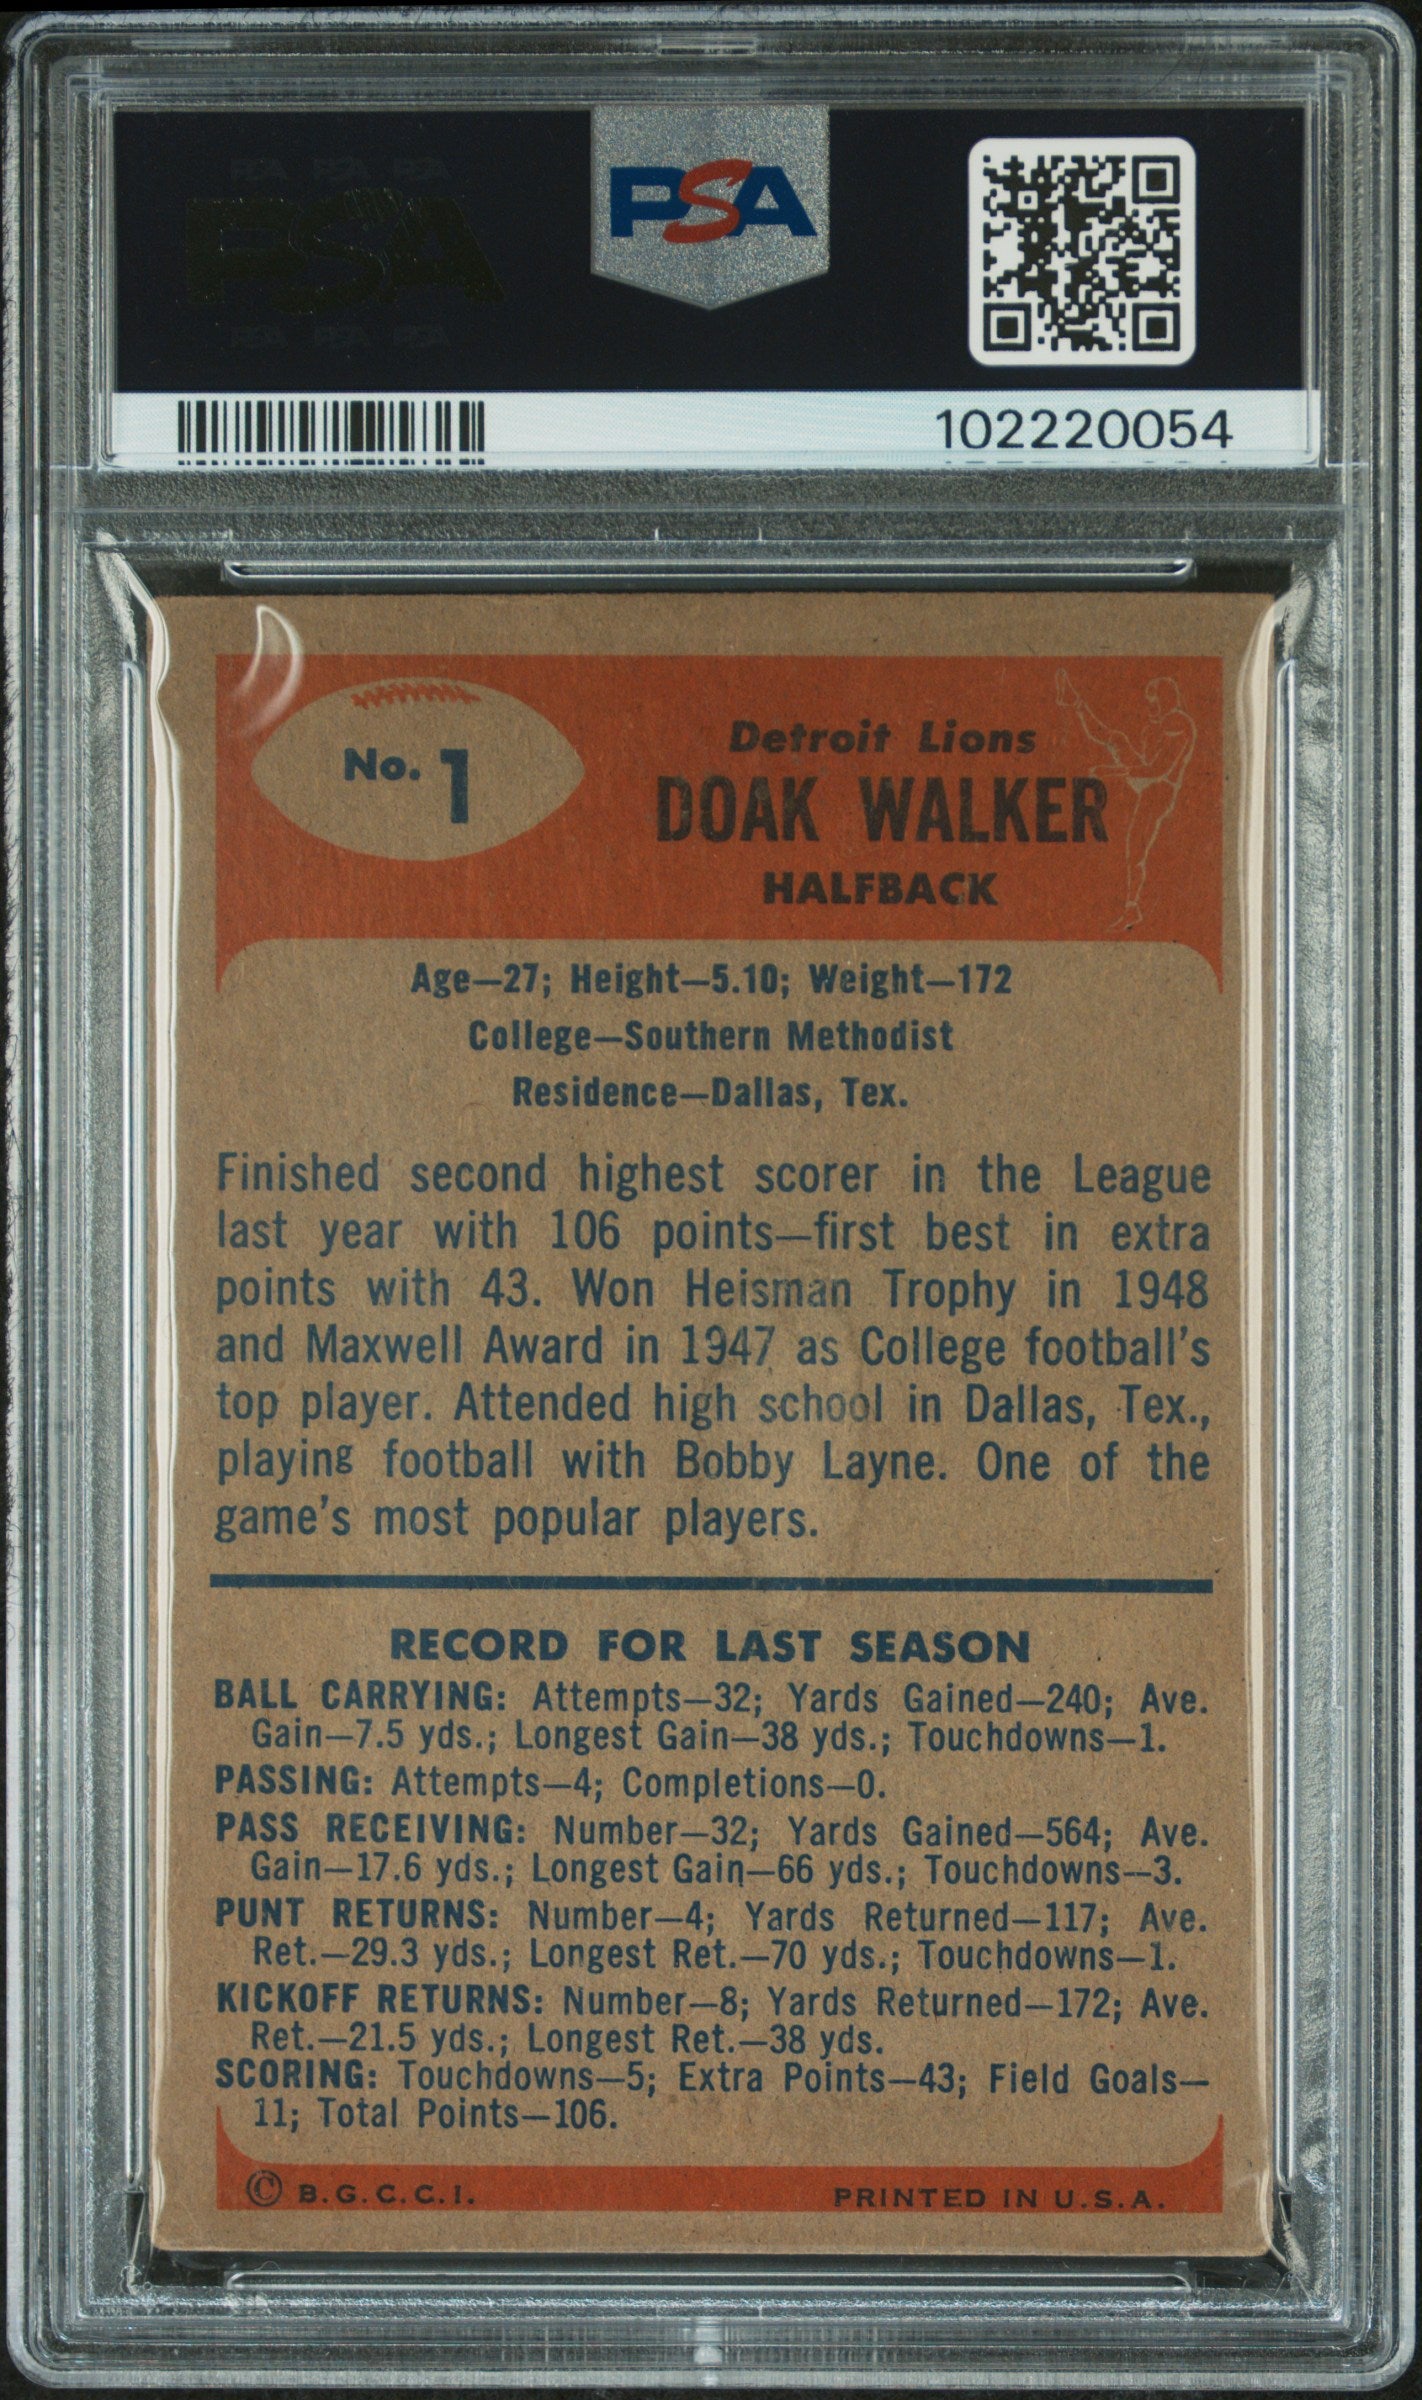 PSA
PSA PSA PSA
PSA
PSA PSA PSA
102220054
No. 1
Detroit Lions
DOAK WALKER
HALFBACK
Age—27; Height—5.10; Weight—172
College—Southern Methodist
Residence—Dallas, Tex.
Finished second highest scorer in the League
last year with 106 points—first best in extra
points with 43. Won Heisman Trophy in 1948
and Maxwell Award in 1947 as College football's
top player. Attended high school in Dallas, Tex.,
playing football with Bobby Layne. One of the
game's most popular players.
RECORD FOR LAST SEASON
BALL CARRYING: Attempts—32; Yards Gained—240; Ave.
Gain—7.5 yds.; Longest Gain—38 yds.; Touchdowns—1.
PASSING: Attempts—4; Completions—0.
PASS RECEIVING: Number—32; Yards Gained—564; Ave.
Gain—17.6 yds.; Longest Gain—66 yds.; Touchdowns—3.
PUNT RETURNS: Number—4; Yards Returned—117; Ave.
Ret.—29.3 yds.; Longest Ret.—70 yds.; Touchdowns—1.
KICKOFF RETURNS: Number—8; Yards Returned—172; Ave.
Ret.—21.5 yds.; Longest Ret.—38 yds.
SCORING: Touchdowns—5; Extra Points—43; Field Goals—
11; Total Points—106.
© B.G.C.C.I.
PRINTED IN U.S.A.